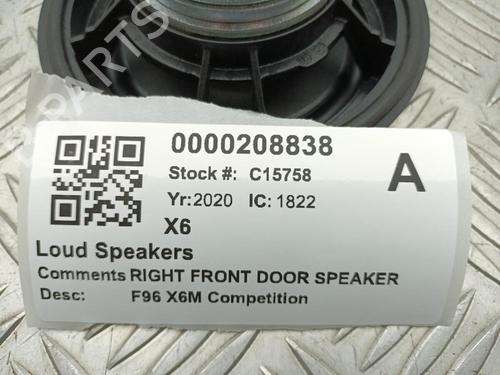 0000208838
A
Stock #: C15758
Yr:2020 IC: 1822
X6
Loud Speakers
Comments RIGHT FRONT DOOR SPEAKER
Desc: F96 X6M Competition